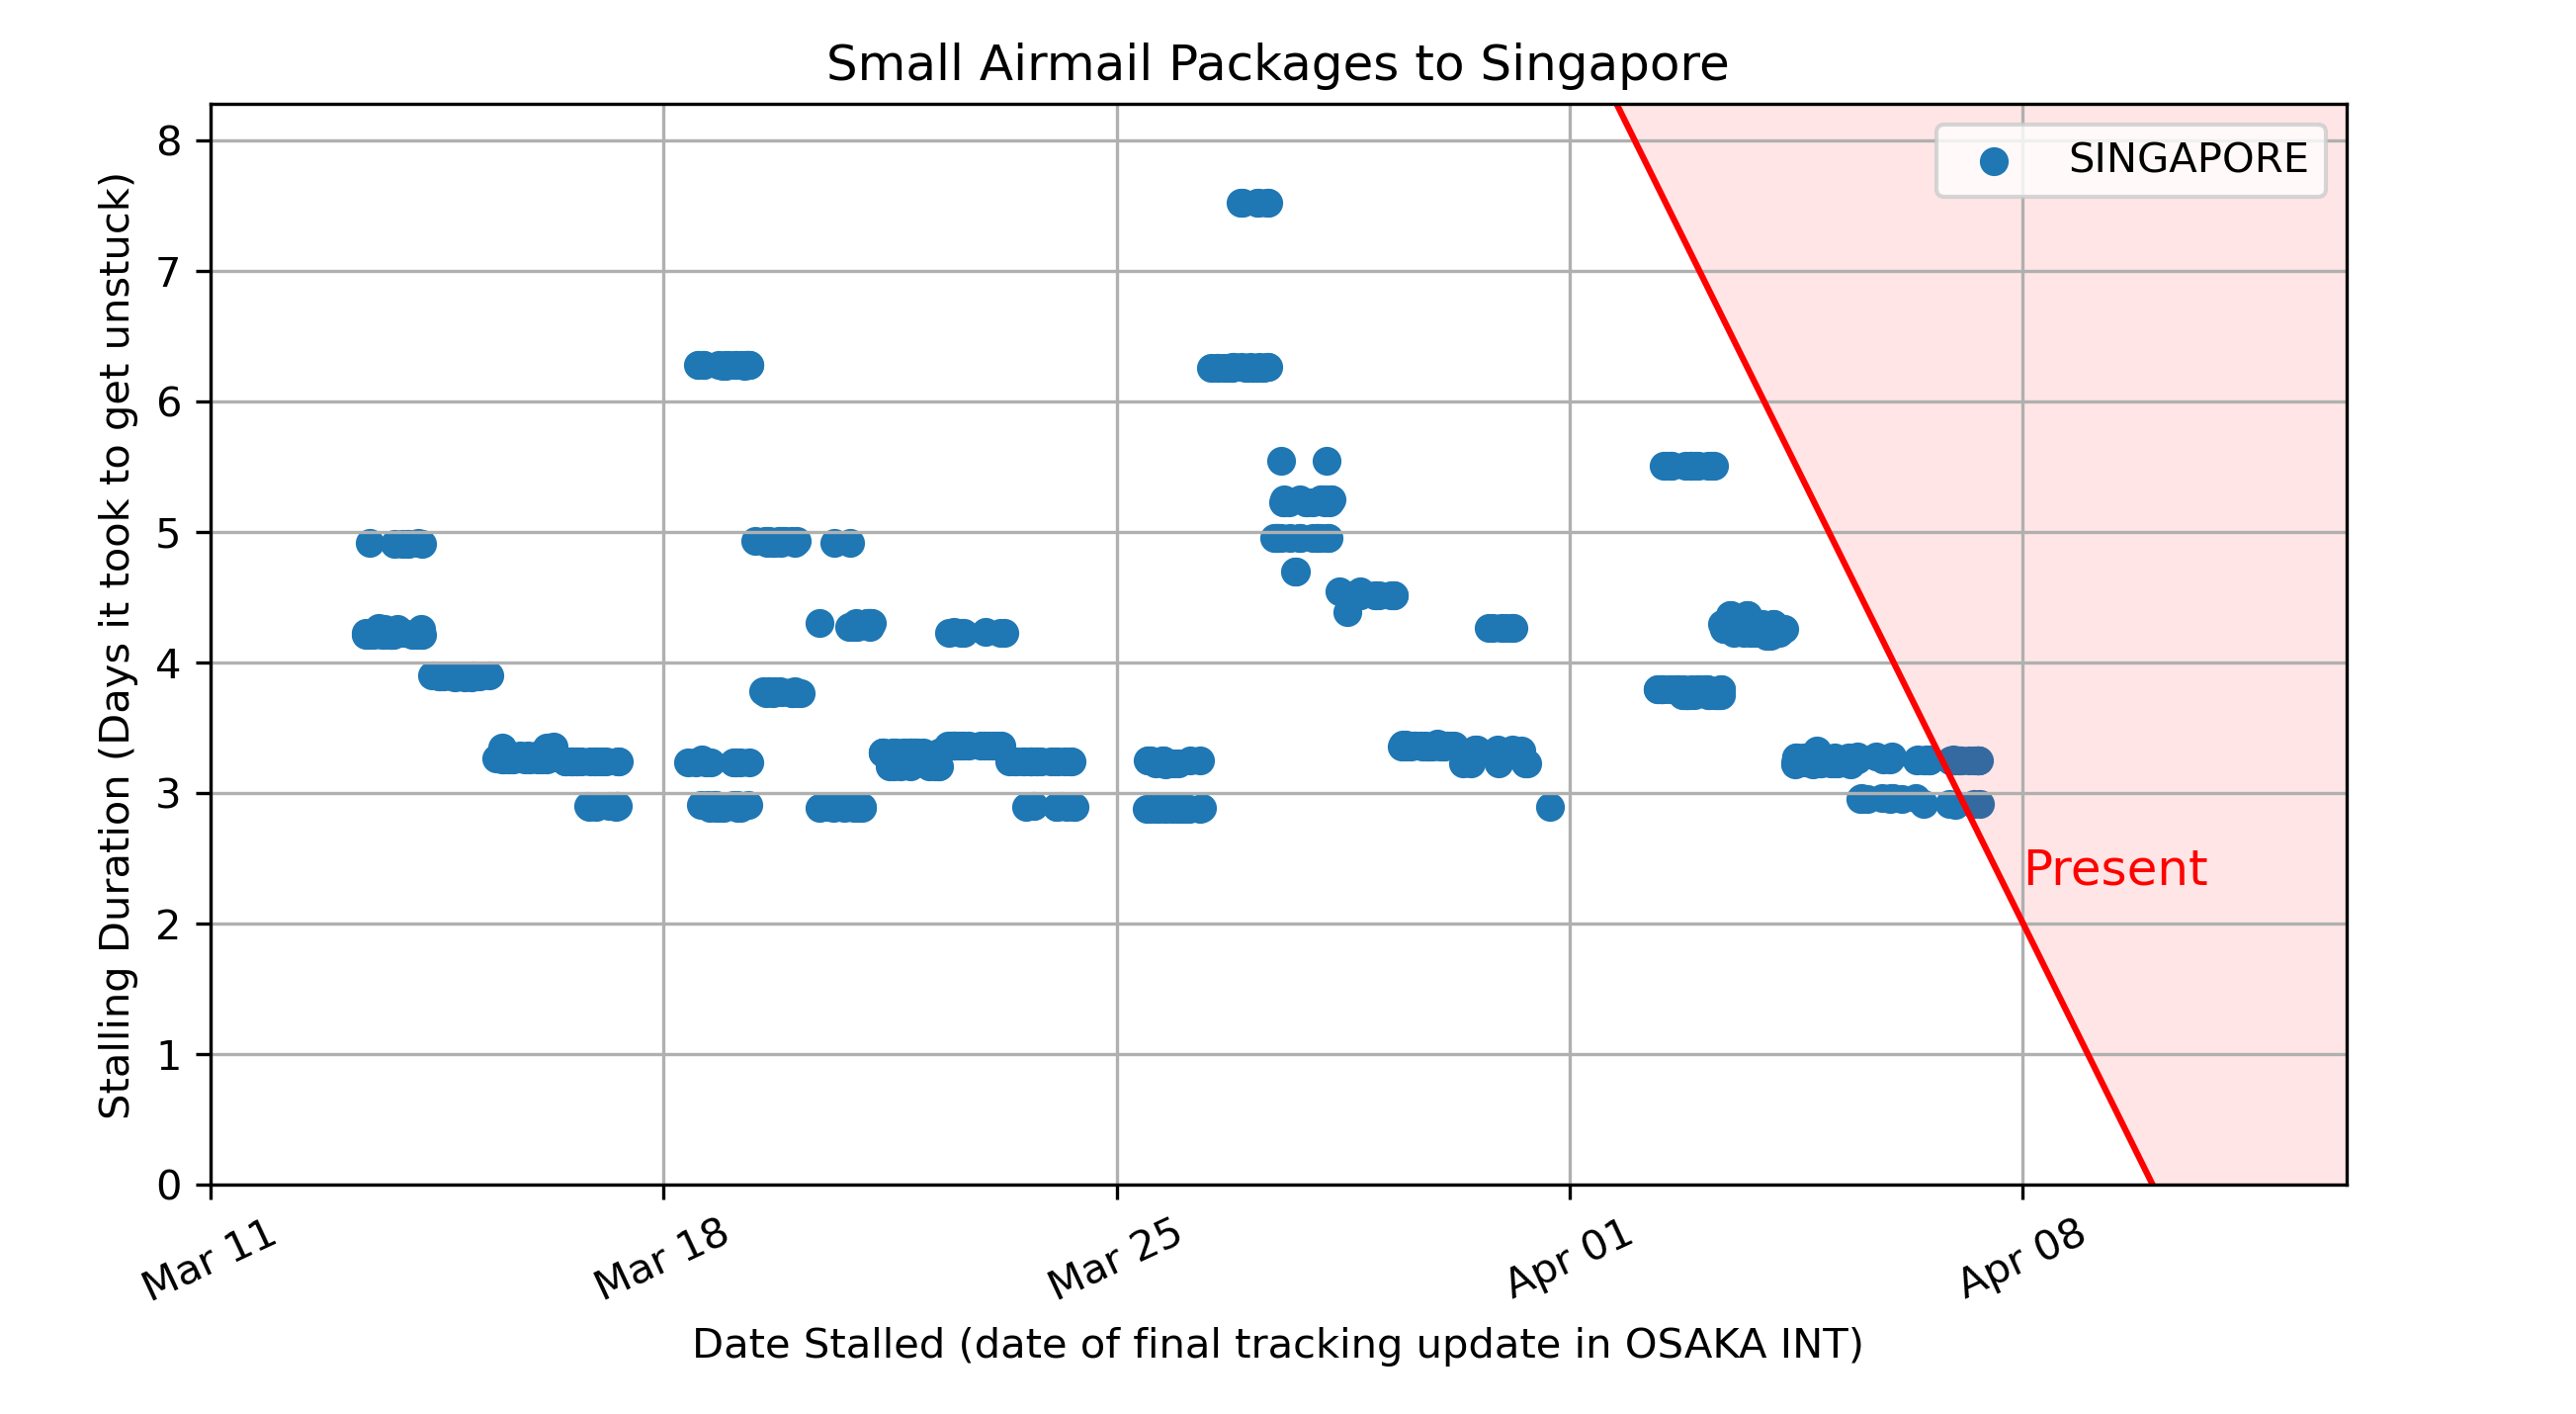 Small Airmail Packages to Singapore
SINGAPORE
Stalling Duration (Days it took to get unstuck)
8
7
6
5
4
3
2
1
0
Present
Mar 11
Mar 18
Mar 25
Apr 01
Apr 08
Date Stalled (date of final tracking update in OSAKA INT)